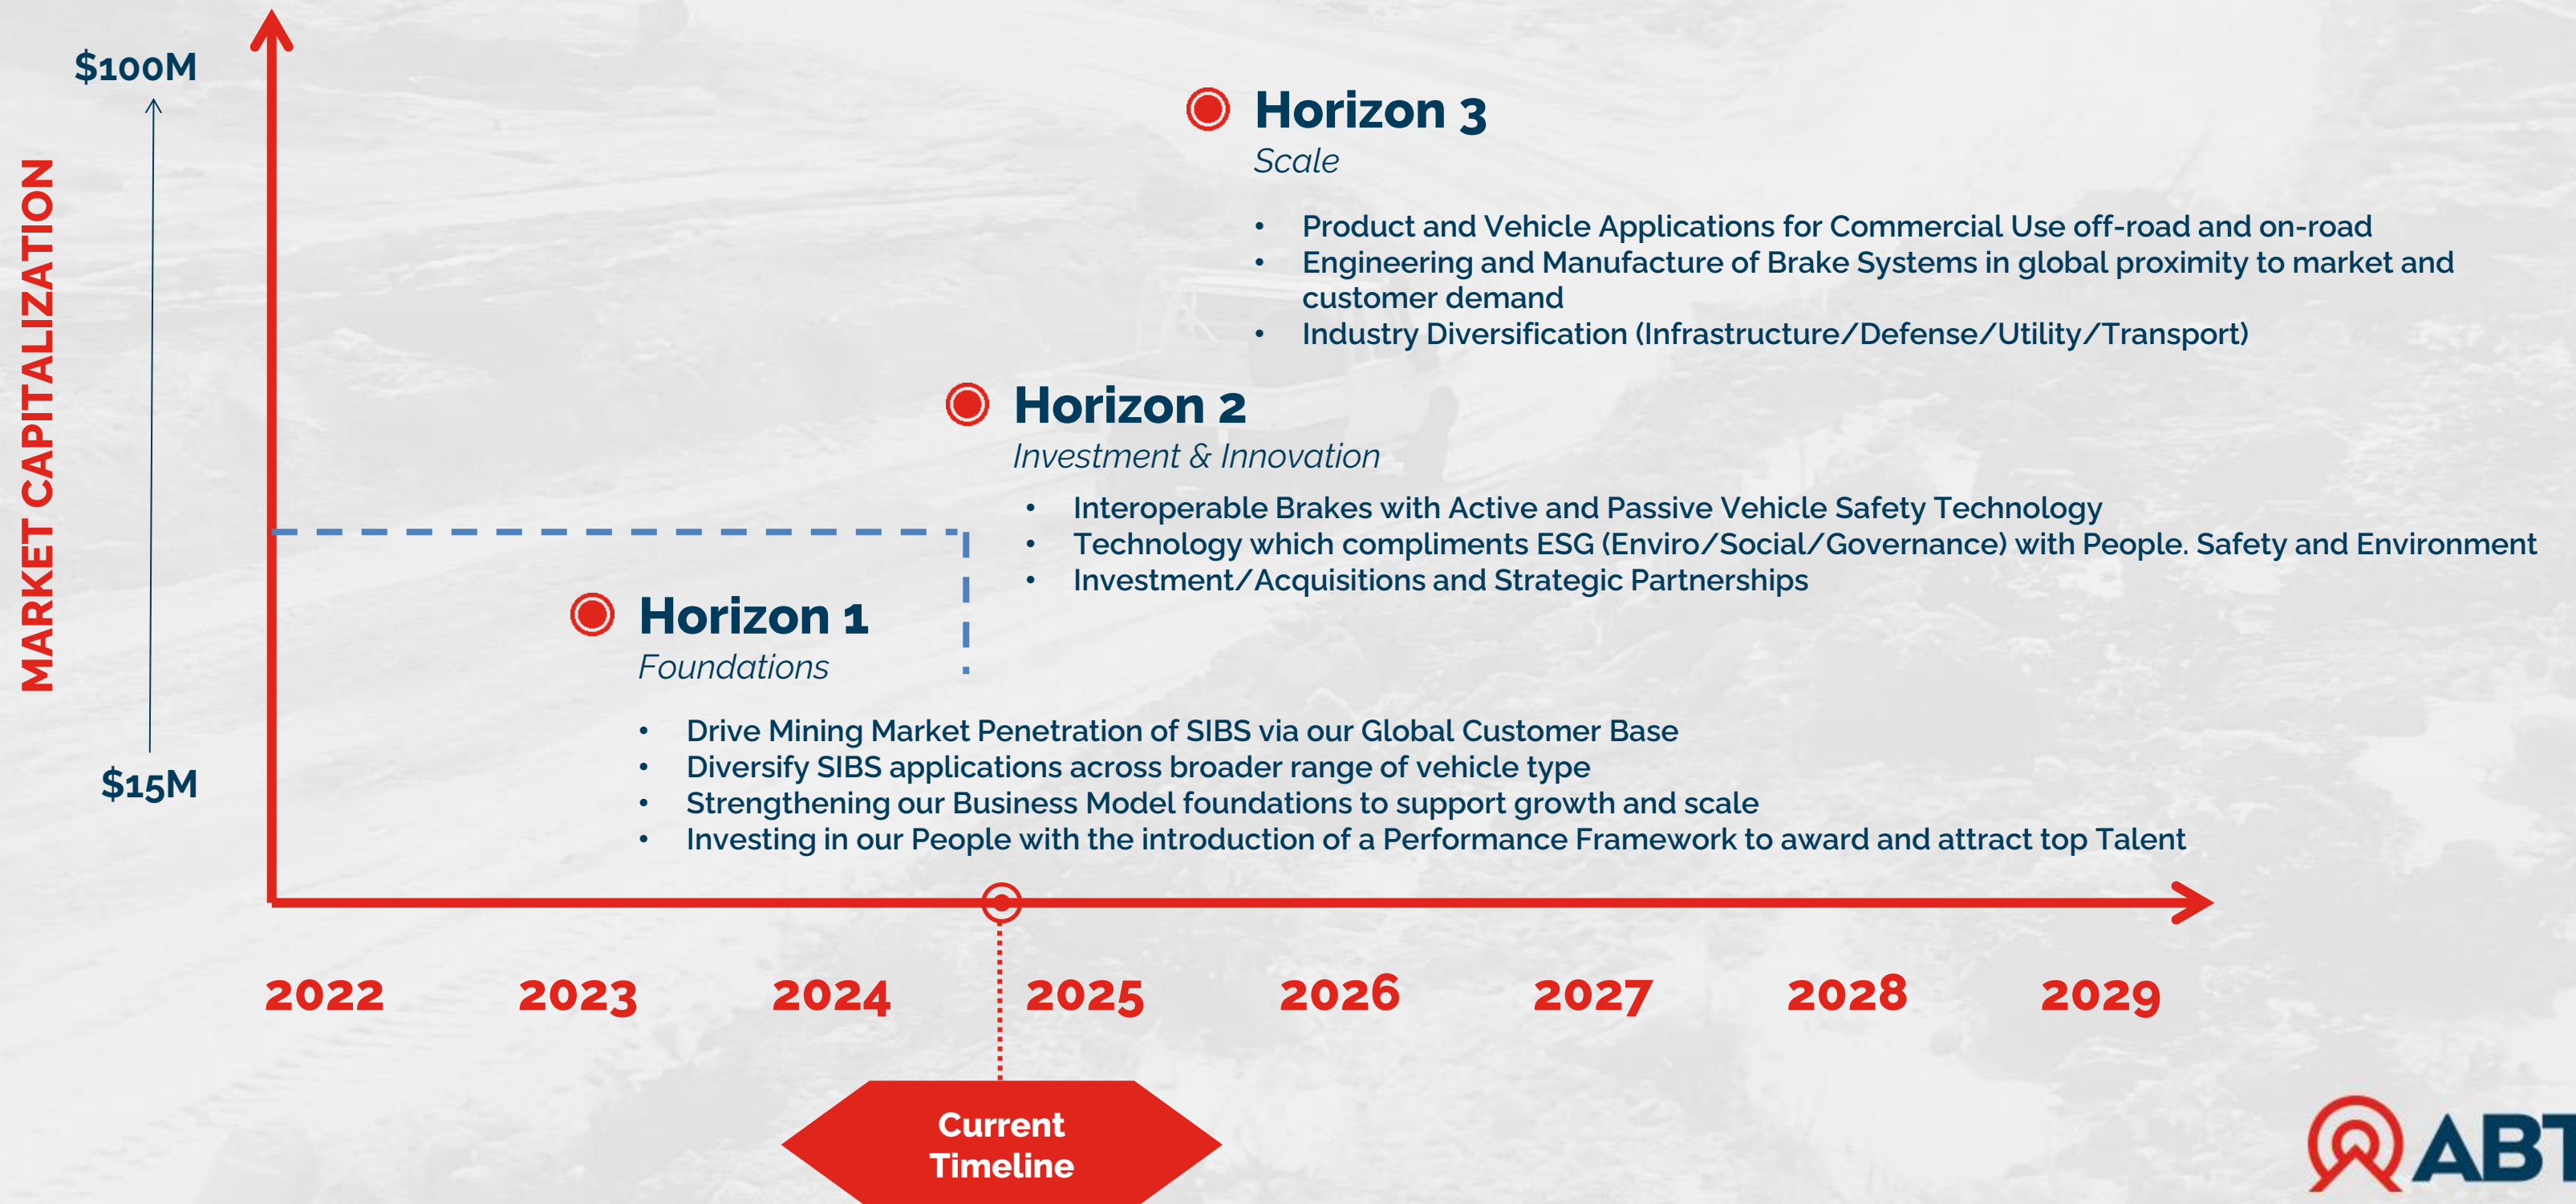 $100M
MARKET CAPITALIZATION
$15M
Horizon 3
Scale
• Product and Vehicle Applications for Commercial Use off-road and on-road
• Engineering and Manufacture of Brake Systems in global proximity to market and
customer demand
• Industry Diversification (Infrastructure/Defense/Utility/Transport)
Horizon 2
Investment & Innovation
• Interoperable Brakes with Active and Passive Vehicle Safety Technology
• Technology which compliments ESG (Enviro/Social/Governance) with People. Safety and Environment
• Investment/Acquisitions and Strategic Partnerships
Horizon 1
Foundations
• Drive Mining Market Penetration of SIBS via our Global Customer Base
• Diversify SIBS applications across broader range of vehicle type
• Strengthening our Business Model foundations to support growth and scale
• Investing in our People with the introduction of a Performance Framework to award and attract top Talent
2022 2023 2024 2025 2026 2027 2028 2029
Current
Timeline
ABT